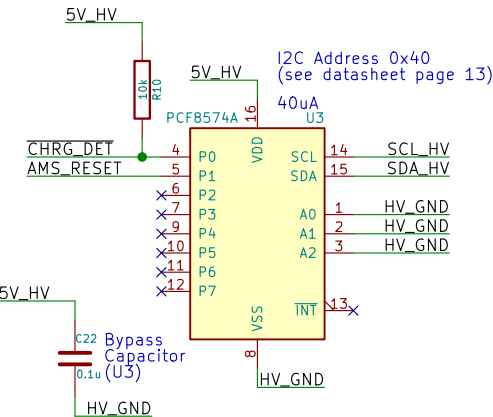 5V_HV
10k
R10
I2C Address 0x40
(see datasheet page 13)
5V_HV
40uA
PCF8574A
U3
16
VDD
CHRG_DET
4
P0
SCL
14
SCL_HV
AMS_RESET
5
P1
SDA
15
SDA_HV
6
P2
7
P3
A0
1
HV_GND
9
P4
A1
2
HV_GND
10
P5
A2
3
HV_GND
11
P6
12
P7
INT
13
5V_HV
VSS
C22
Bypass
Capacitor
0.1u
(U3)
8
HV_GND
HV_GND